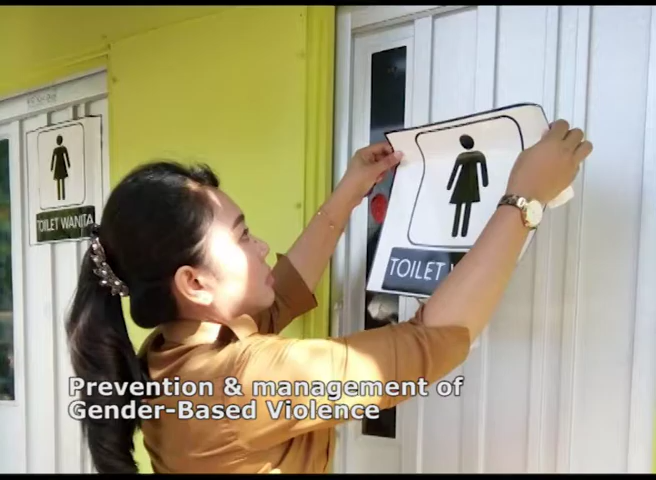 TOILET WANITA
TOILET
Prevention & management of
Gender-Based Violence